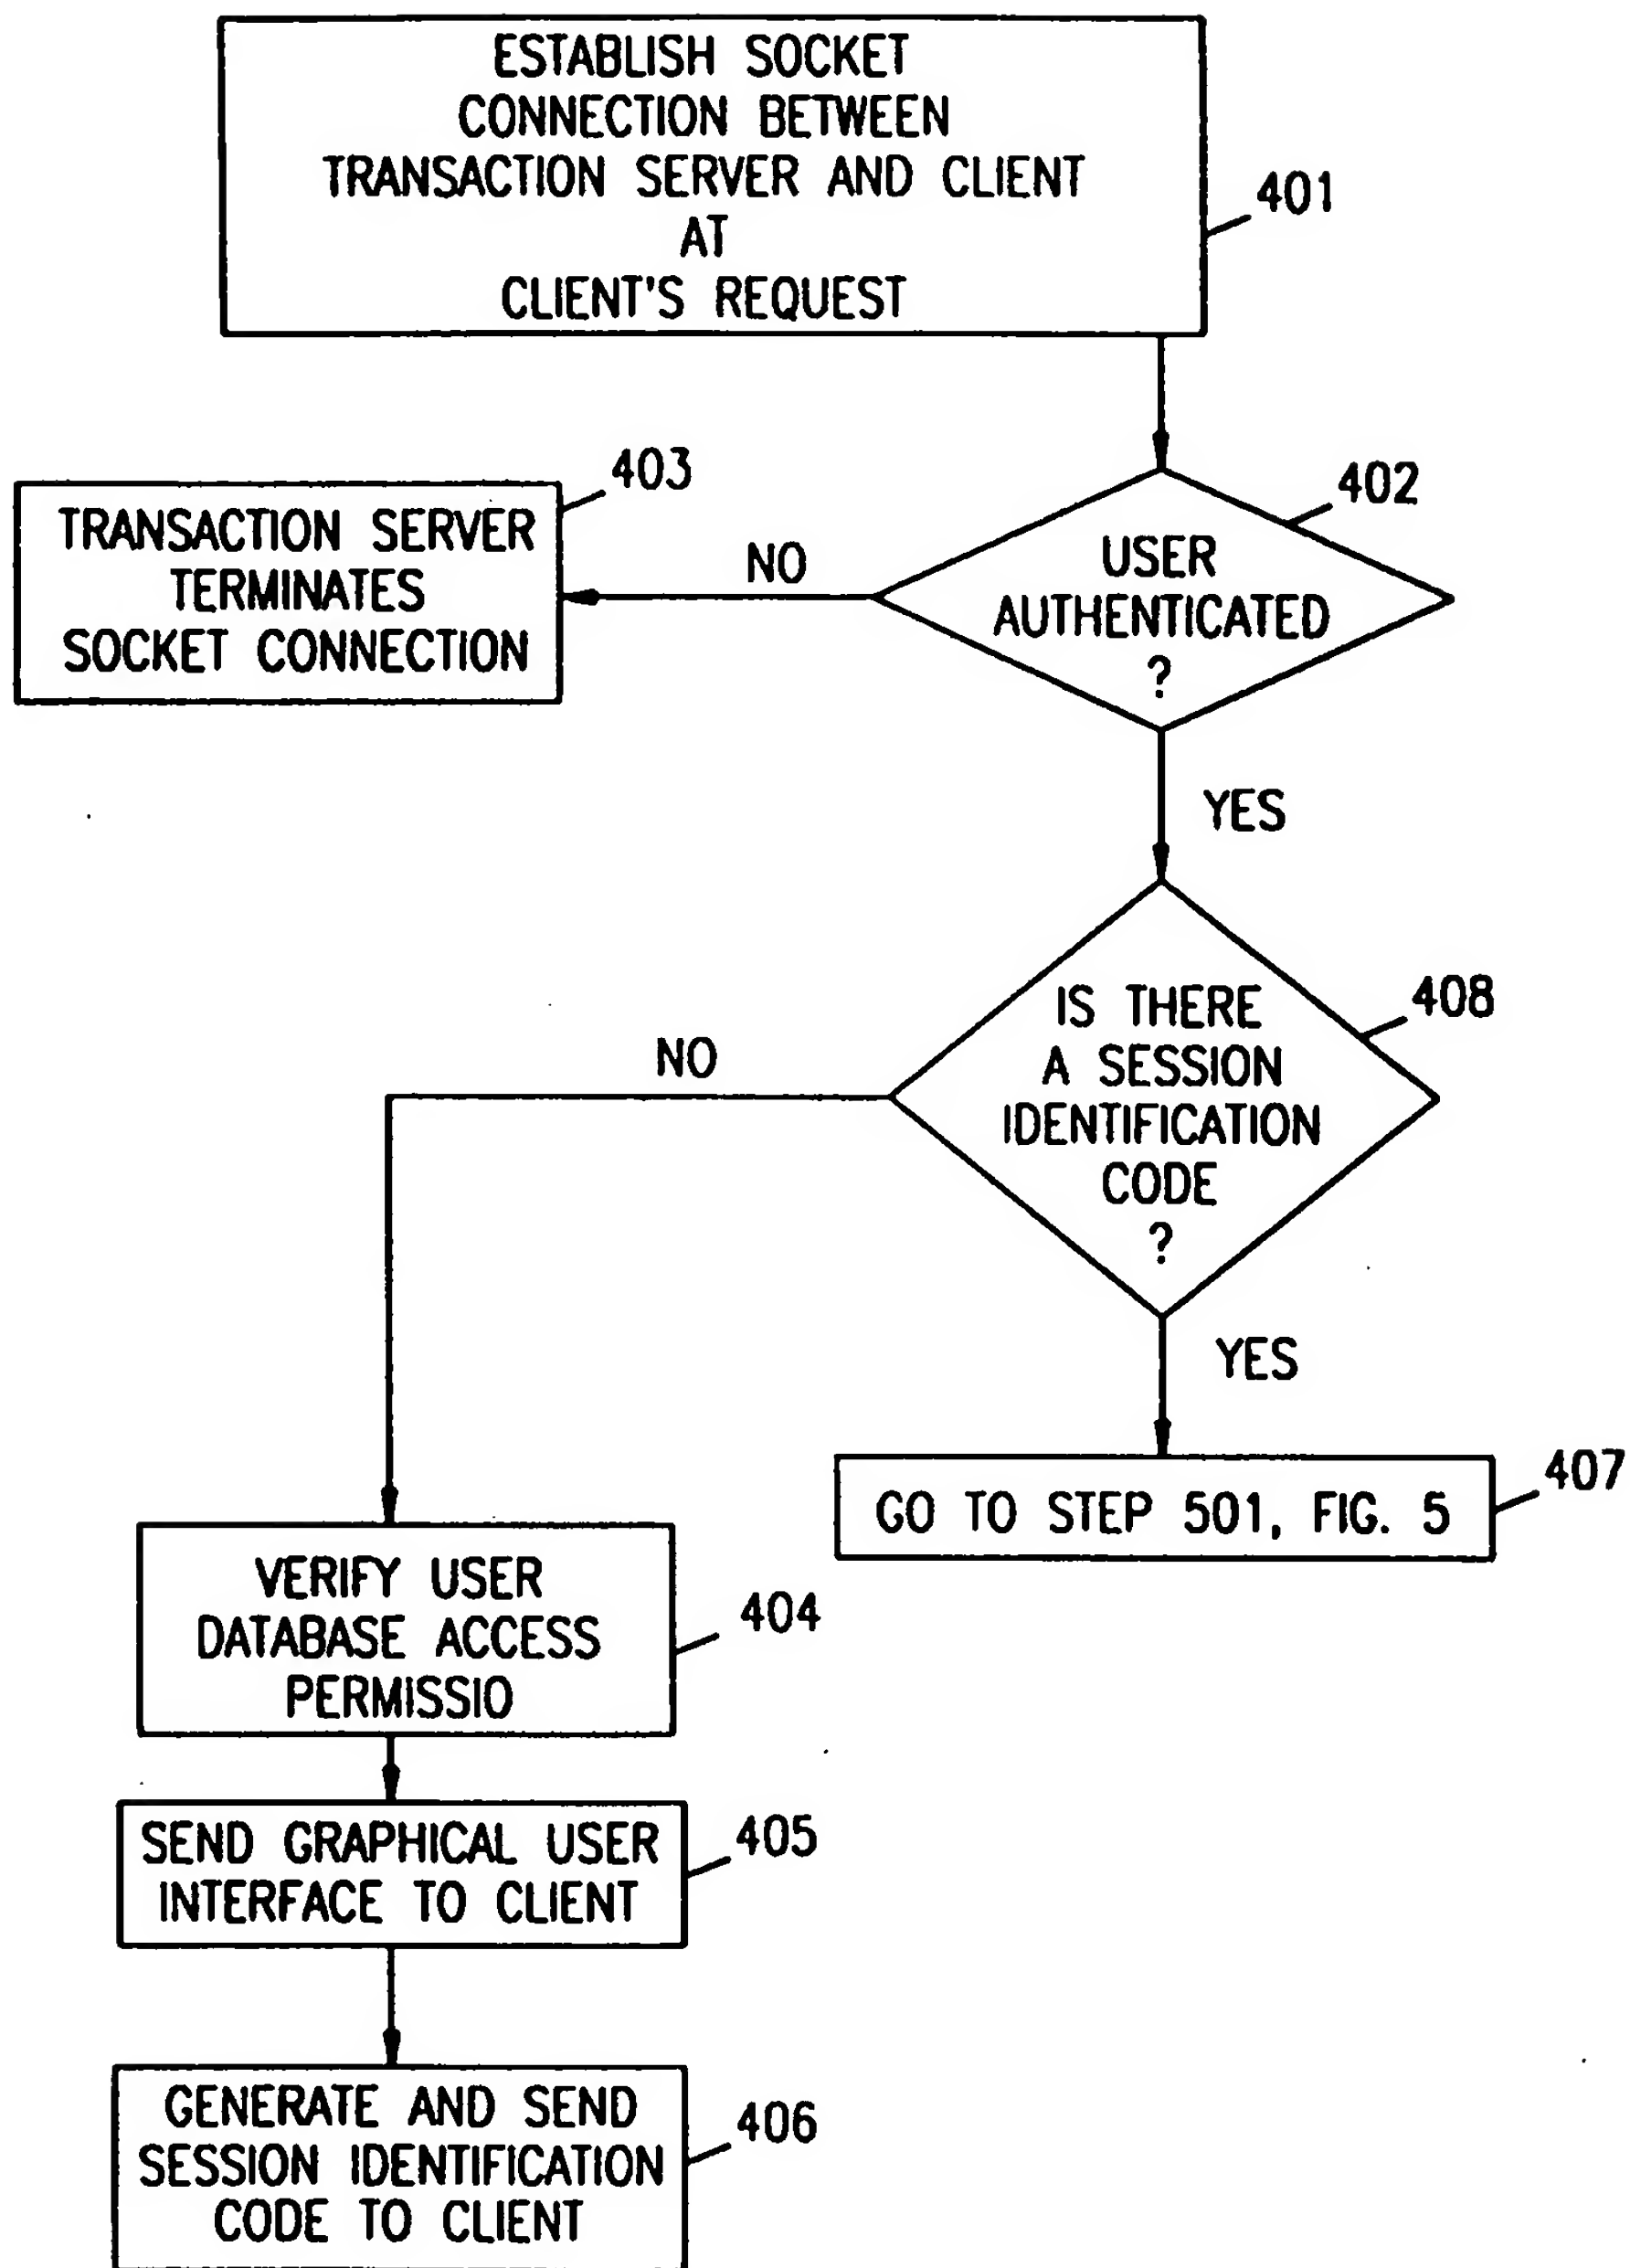 ESTABLISH SOCKET
CONNECTION BETWEEN
TRANSACTION SERVER AND CLIENT
AT
CLIENT'S REQUEST
401
403
TRANSACTION SERVER
TERMINATES
SOCKET CONNECTION
NO
402
USER
AUTHENTICATED
?
YES
408
IS THERE
A SESSION
IDENTIFICATION
CODE
?
NO
YES
407
GO TO STEP 501, FIG. 5
VERIFY USER
DATABASE ACCESS
PERMISSIO
404
SEND GRAPHICAL USER
INTERFACE TO CLIENT
405
GENERATE AND SEND
SESSION IDENTIFICATION
CODE TO CLIENT
406